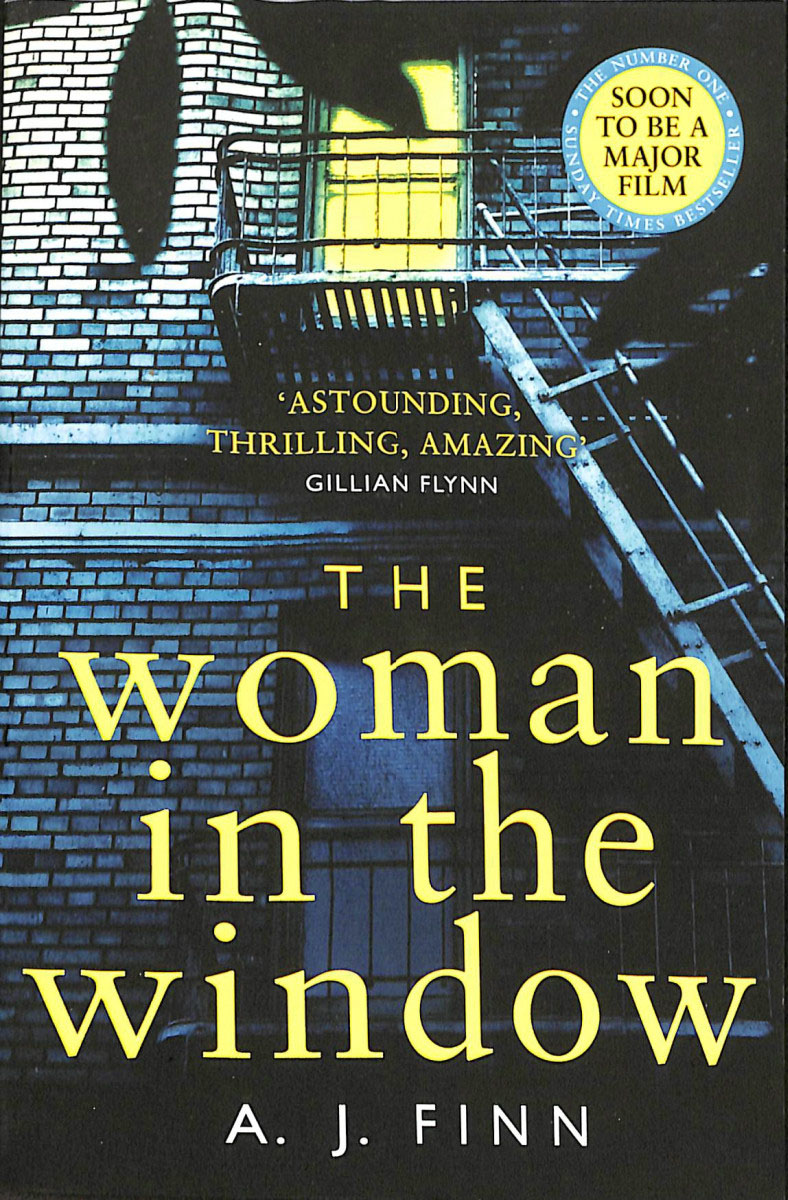 THE NUMBER ONE
SUNDAY TIMES BESTSELLER
SOON
TO BE A
MAJOR
FILM
‘ASTOUNDING,
THRILLING, AMAZING’
GILLIAN FLYNN
THE
woman
in the
window
A. J. FINN